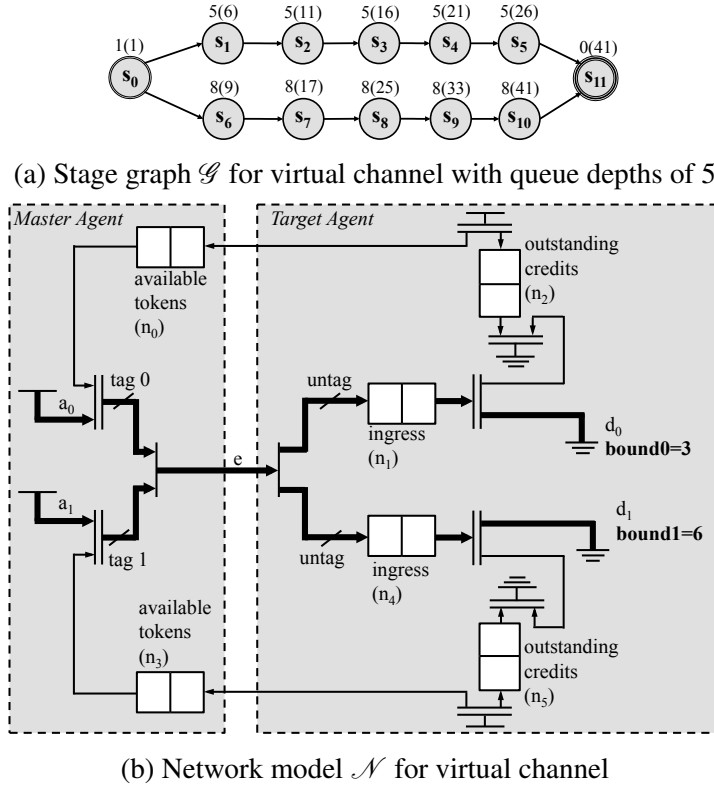 5(6) 5(11) 5(16) 5(21) 5(26)
1(1) s1 s2 s3 s4 s5 0(41)
s0 s11
8(9) 8(17) 8(25) 8(33) 8(41)
s6 s7 s8 s9 s10
(a) Stage graph 𝒢 for virtual channel with queue depths of 5
Master Agent
Target Agent
available
tokens
(n0)
outstanding
credits
(n2)
tag 0
a0
untag
ingress
(n1)
d0
bound0=3
e
a1
tag 1
untag
ingress
(n4)
d1
bound1=6
available
tokens
(n3)
outstanding
credits
(n5)
(b) Network model 𝒩 for virtual channel